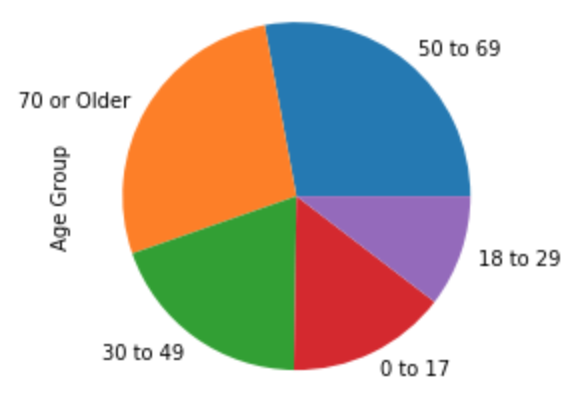 50 to 69
70 or Older
Age Group
18 to 29
30 to 49
0 to 17